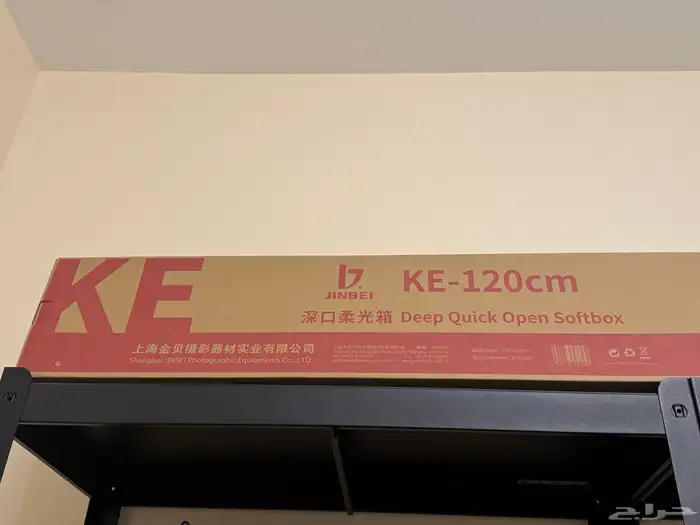 KE
JINBEI
KE-120cm
深口柔光箱 Deep Quick Open Softbox
上海金贝摄影器材实业有限公司
Shanghai JINBEI Photographic Equipments Co., LTD.
حراج